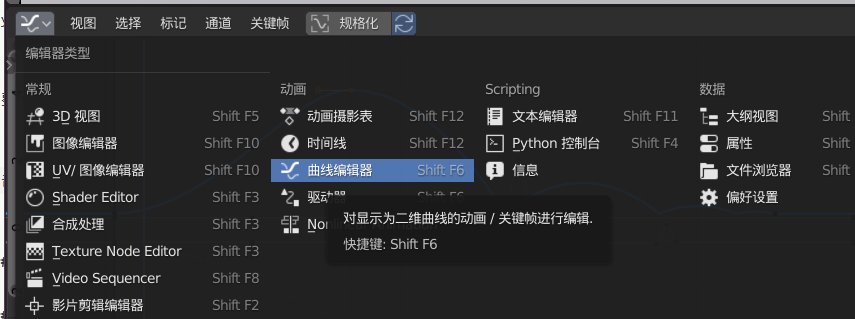 视图 选择 标记 通道 关键帧 规格化
编辑器类型
常规 动画 Scripting 数据
3D 视图 Shift F5 动画摄影表 Shift F12 文本编辑器 Shift F11 大纲视图 Shift
图像编辑器 Shift F10 时间线 Shift F12 Python 控制台 Shift F4 属性 Shift
UV/ 图像编辑器 Shift F10 曲线编辑器 Shift F6 信息 文件浏览器 Shift
Shader Editor Shift F3 驱动器 Shift F6 偏好设置
合成处理 Shift F3
对显示为二维曲线的动画 / 关键帧进行编辑.
Texture Node Editor Shift F3
快捷键: Shift F6
Video Sequencer Shift F8
影片剪辑编辑器 Shift F2